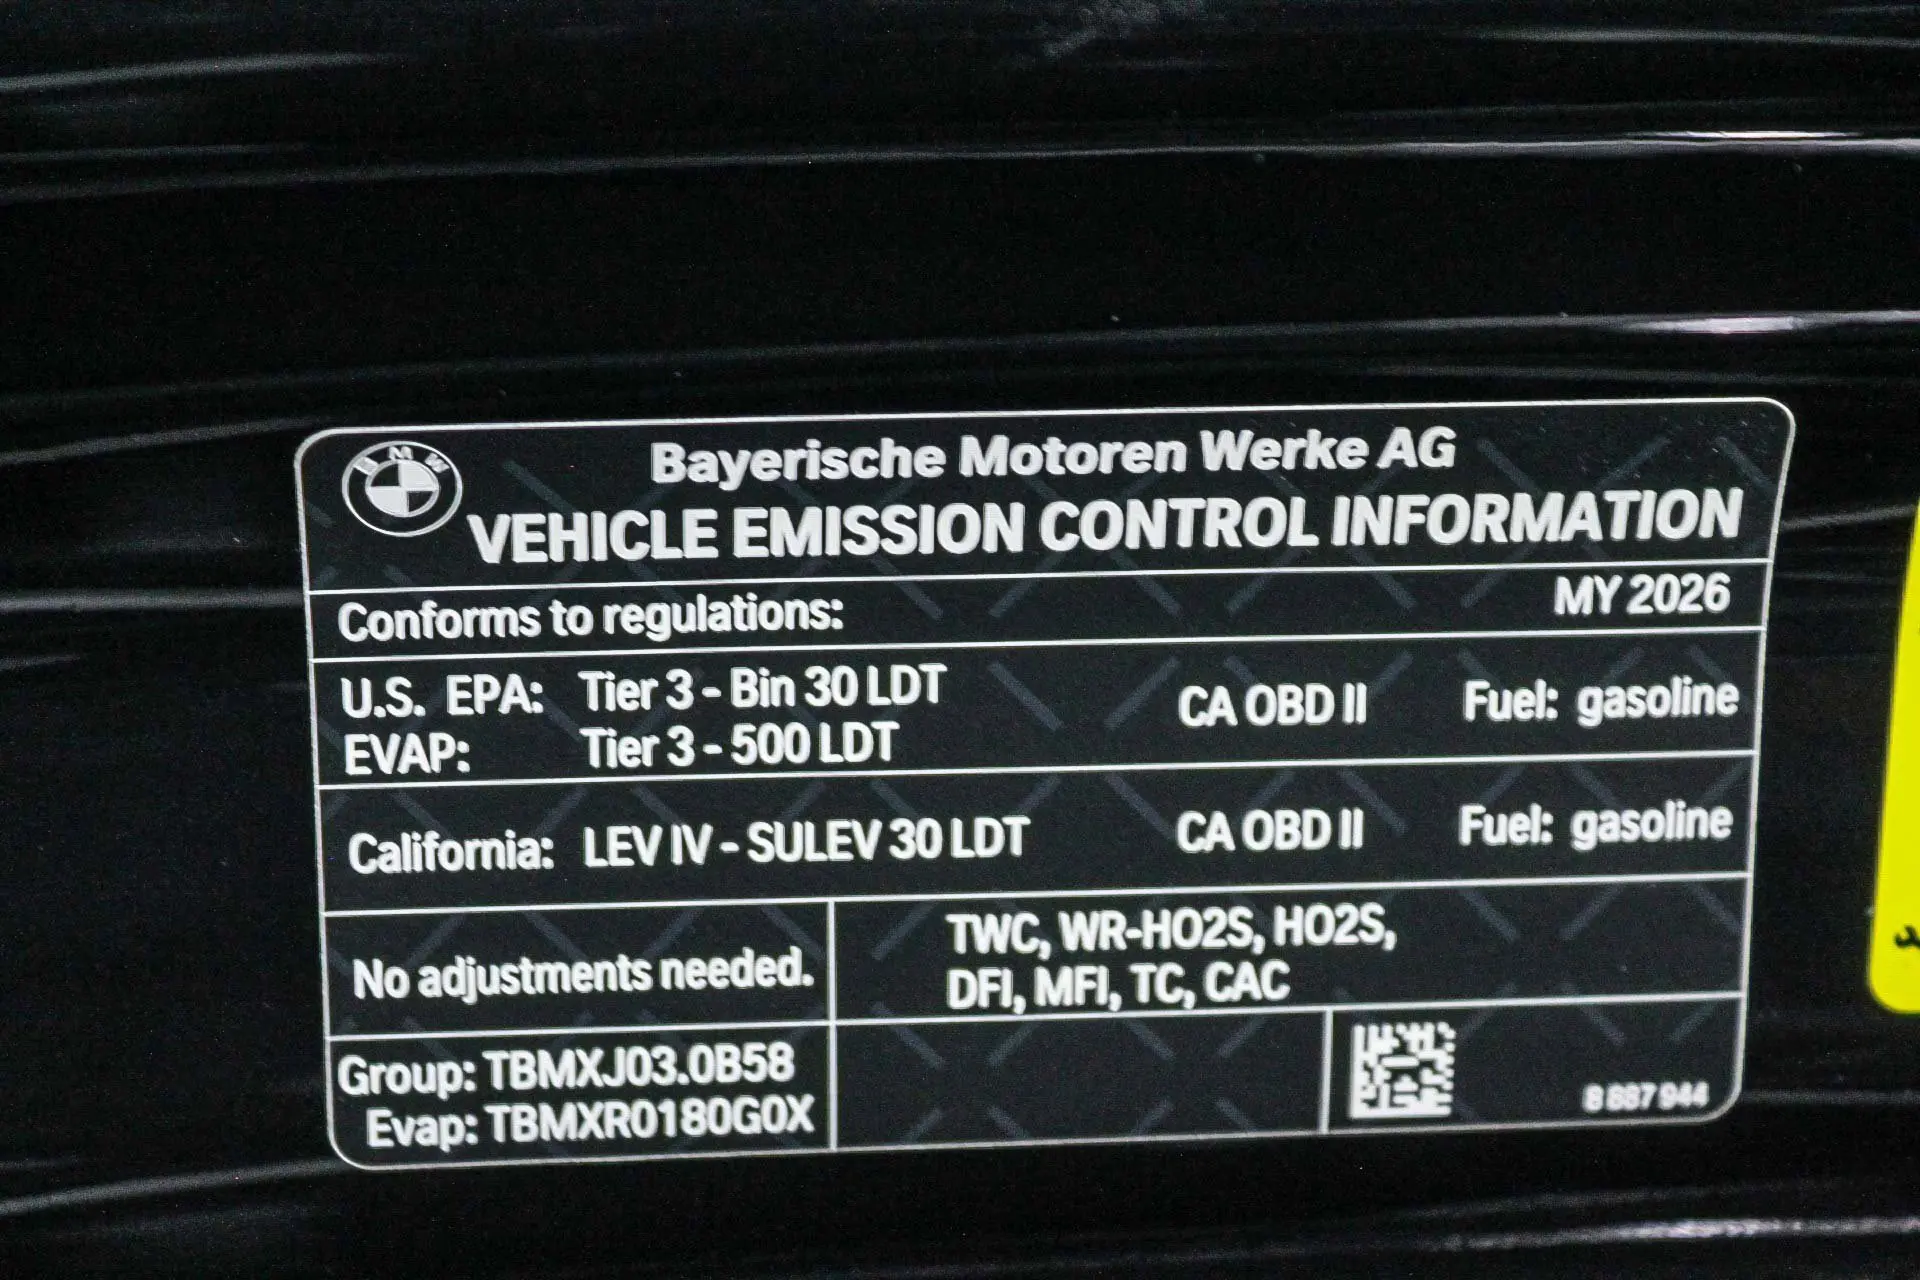 BMW
Bayerische Motoren Werke AG
VEHICLE EMISSION CONTROL INFORMATION
Conforms to regulations: MY 2026
U.S. EPA: Tier 3 - Bin 30 LDT CA OBD II Fuel: gasoline
EVAP: Tier 3 - 500 LDT
California: LEV IV - SULEV 30 LDT CA OBD II Fuel: gasoline
No adjustments needed.
TWC, WR-HO2S, HO2S,
DFI, MFI, TC, CAC
Group: TBMXJ03.0B58
Evap: TBMXR0180G0X
8 887 944